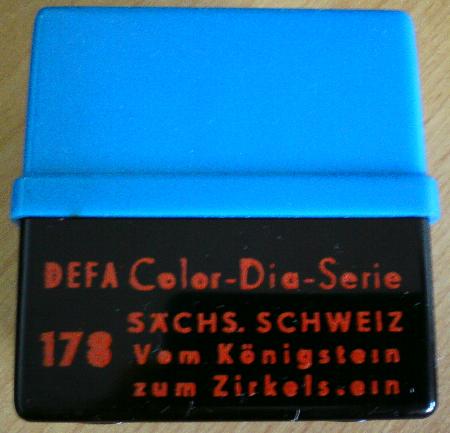 DEFA Color-Dia-Serie
178
SÄCHS. SCHWEIZ
Vom Königstein
zum Zirkelstein